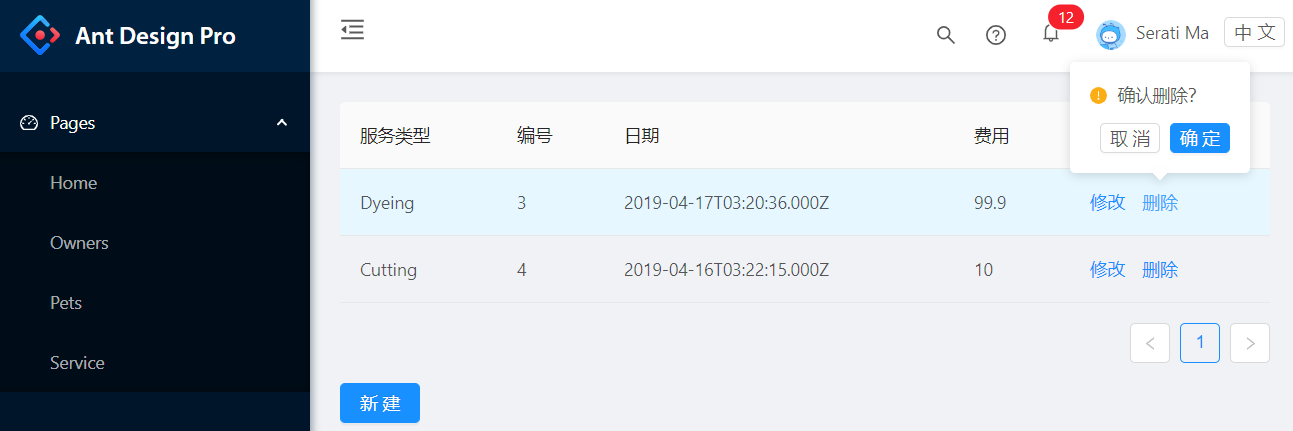 Ant Design Pro
12
Serati Ma
中 文
Pages
Home
Owners
Pets
Service
确认删除？
取 消 确 定
服务类型 编号 日期 费用
Dyeing 3 2019-04-17T03:20:36.000Z 99.9 修改 删除
Cutting 4 2019-04-16T03:22:15.000Z 10 修改 删除
1
新 建